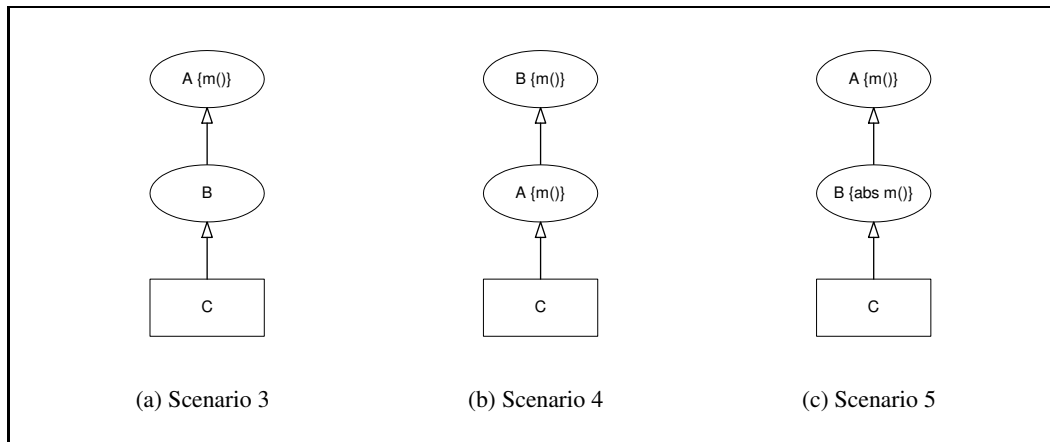 A {m()}
B
C
(a) Scenario 3
B {m()}
A {m()}
C
(b) Scenario 4
A {m()}
B {abs m()}
C
(c) Scenario 5